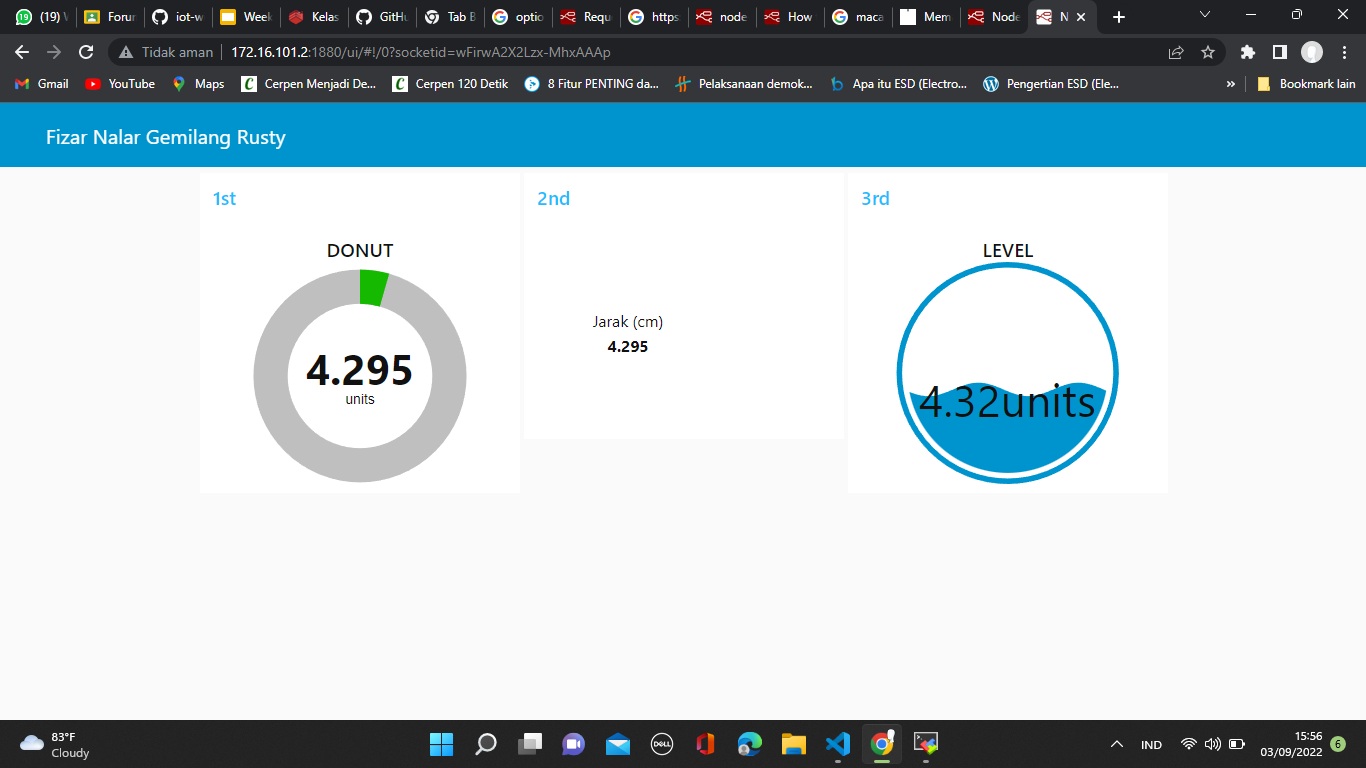 (19) W
Forur
iot-w
Week
Kelas
GitHu
Tab B
optio
Requ
https:
node
How
maca
Mem
Node
N
Tidak aman
172.16.101.2:1880/ui/#!/0?socketid=wFirwA2X2Lzx-MhxAAAp
Gmail
YouTube
Maps
Cerpen Menjadi De...
Cerpen 120 Detik
8 Fitur PENTING da...
Pelaksanaan demok...
Apa itu ESD (Electro...
Pengertian ESD (Ele...
»
Bookmark lain
Fizar Nalar Gemilang Rusty
1st
DONUT
4.295
units
2nd
Jarak (cm)
4.295
3rd
LEVEL
4.32units
83°F
Cloudy
DELL
IND
15:56
03/09/2022
6